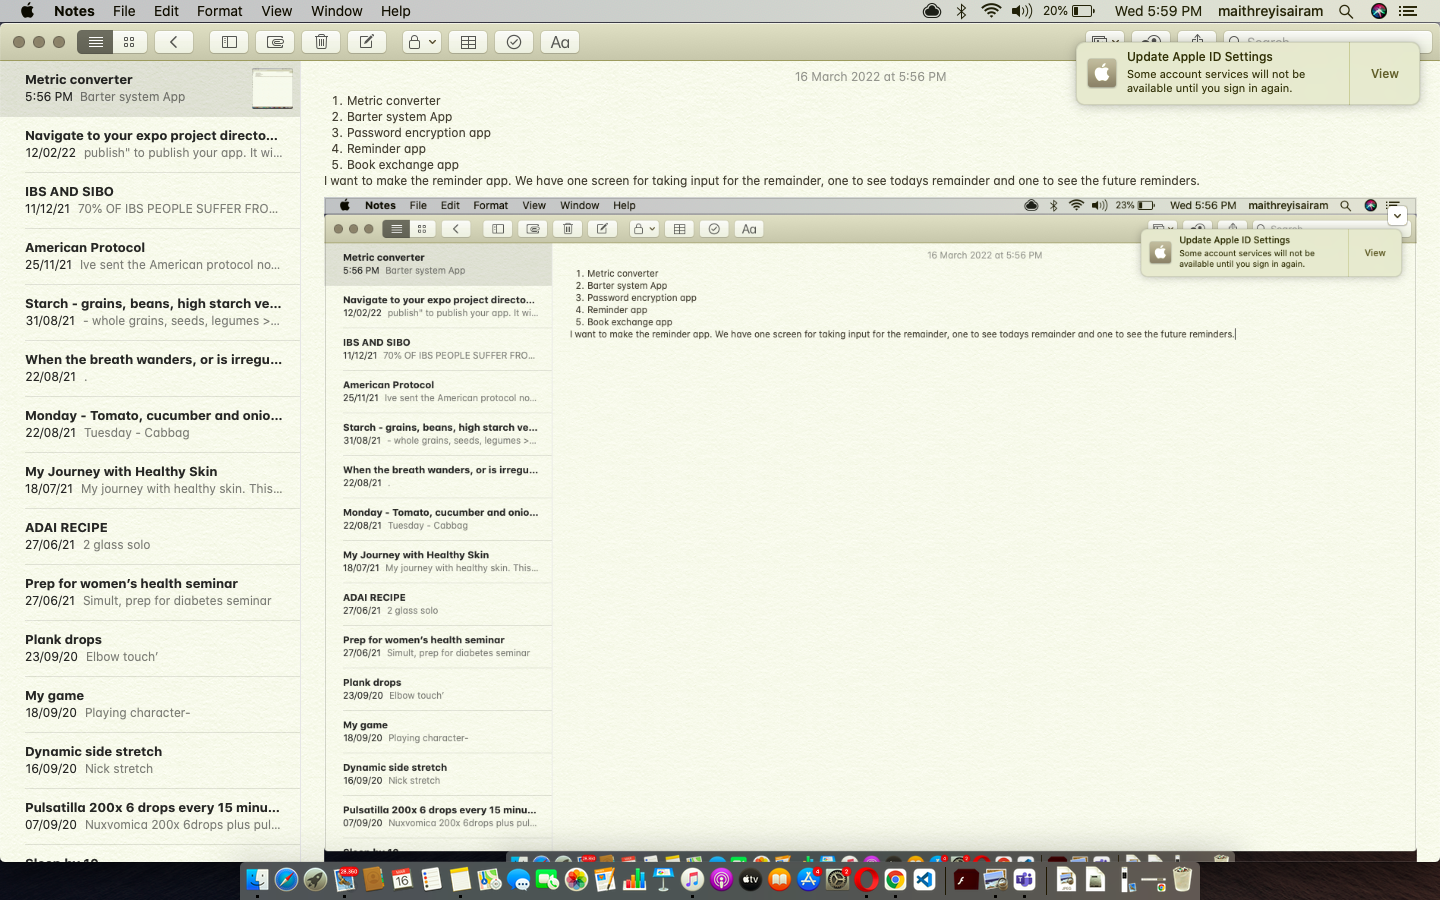 Notes File Edit Format View Window Help 20% Wed 5:59 PM maithreyisairam
Aa
Search
Update Apple ID Settings
Some account services will not be
available until you sign in again.
View
Metric converter
5:56 PM Barter system App
Navigate to your expo project directo...
12/02/22 publish" to publish your app. It wi...
IBS AND SIBO
11/12/21 70% OF IBS PEOPLE SUFFER FRO...
American Protocol
25/11/21 Ive sent the American protocol no...
Starch - grains, beans, high starch ve...
31/08/21 - whole grains, seeds, legumes >...
When the breath wanders, or is irregu...
22/08/21 .
Monday - Tomato, cucumber and onio...
22/08/21 Tuesday - Cabbag
My Journey with Healthy Skin
18/07/21 My journey with healthy skin. This...
ADAI RECIPE
27/06/21 2 glass solo
Prep for women's health seminar
27/06/21 Simult, prep for diabetes seminar
Plank drops
23/09/20 Elbow touch'
My game
18/09/20 Playing character-
Dynamic side stretch
16/09/20 Nick stretch
Pulsatilla 200x 6 drops every 15 minu...
07/09/20 Nuxvomica 200x 6drops plus pul...
16 March 2022 at 5:56 PM
1. Metric converter
2. Barter system App
3. Password encryption app
4. Reminder app
5. Book exchange app
I want to make the reminder app. We have one screen for taking input for the remainder, one to see todays remainder and one to see the future reminders.
Notes File Edit Format View Window Help 23% Wed 5:56 PM maithreyisairam
Aa
Search
Update Apple ID Settings
Some account services will not be
available until you sign in again.
View
Metric converter
5:56 PM Barter system App
Navigate to your expo project directo...
12/02/22 publish" to publish your app. It wi...
IBS AND SIBO
11/12/21 70% OF IBS PEOPLE SUFFER FRO...
American Protocol
25/11/21 Ive sent the American protocol no...
Starch - grains, beans, high starch ve...
31/08/21 - whole grains, seeds, legumes >...
When the breath wanders, or is irregu...
22/08/21 .
Monday - Tomato, cucumber and onio...
22/08/21 Tuesday - Cabbag
My Journey with Healthy Skin
18/07/21 My journey with healthy skin. This...
ADAI RECIPE
27/06/21 2 glass solo
Prep for women's health seminar
27/06/21 Simult, prep for diabetes seminar
Plank drops
23/09/20 Elbow touch'
My game
18/09/20 Playing character-
Dynamic side stretch
16/09/20 Nick stretch
Pulsatilla 200x 6 drops every 15 minu...
07/09/20 Nuxvomica 200x 6drops plus pul...
16 March 2022 at 5:56 PM
1. Metric converter
2. Barter system App
3. Password encryption app
4. Reminder app
5. Book exchange app
I want to make the reminder app. We have one screen for taking input for the remainder, one to see todays remainder and one to see the future reminders.
16
tv
4
2